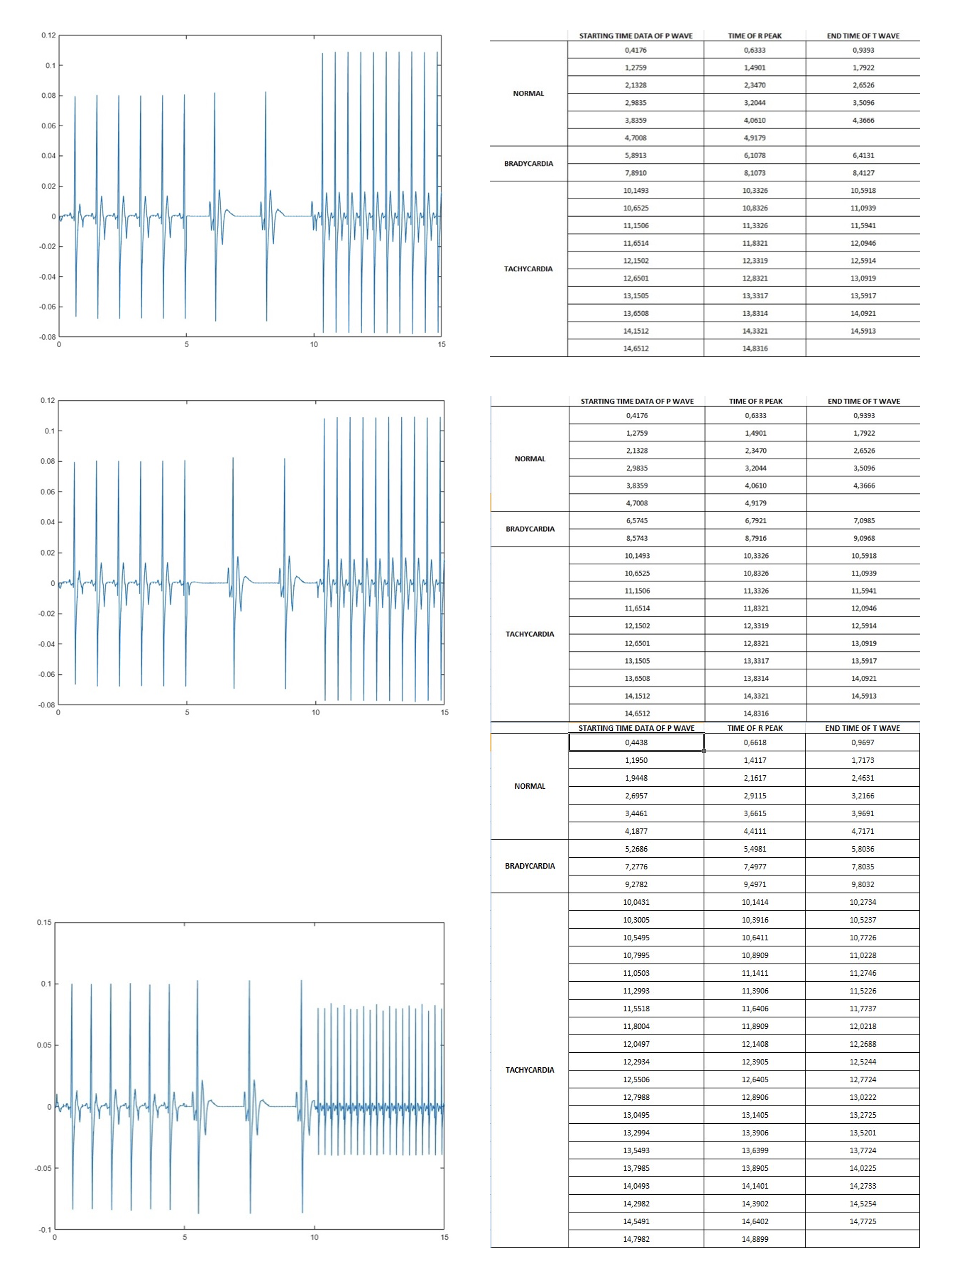 0.12
0.1
0.08
0.06
0.04
0.02
0
-0.02
-0.04
-0.06
-0.08
0 5 10 15
STARTING TIME DATA OF P WAVE TIME OF R PEAK END TIME OF T WAVE
NORMAL
0,4176 0,6333 0,9393
1,2759 1,4901 1,7922
2,1328 2,3470 2,6526
2,9835 3,2044 3,5096
3,8359 4,0610 4,3666
4,7008 4,9179
BRADYCARDIA
5,8913 6,1078 6,4131
7,8910 8,1073 8,4127
TACHYCARDIA
10,1493 10,3326 10,5918
10,6525 10,8326 11,0939
11,1506 11,3326 11,5941
11,6514 11,8321 12,0946
12,1502 12,3319 12,5914
12,6501 12,8321 13,0919
13,1505 13,3317 13,5917
13,6508 13,8314 14,0921
14,1512 14,3321 14,5913
14,6512 14,8316
0.12
0.1
0.08
0.06
0.04
0.02
0
-0.02
-0.04
-0.06
-0.08
0 5 10 15
STARTING TIME DATA OF P WAVE TIME OF R PEAK END TIME OF T WAVE
NORMAL
0,4176 0,6333 0,9393
1,2759 1,4901 1,7922
2,1328 2,3470 2,6526
2,9835 3,2044 3,5096
3,8359 4,0610 4,3666
4,7008 4,9179
BRADYCARDIA
6,5745 6,7921 7,0985
8,5743 8,7916 9,0968
TACHYCARDIA
10,1493 10,3326 10,5918
10,6525 10,8326 11,0939
11,1506 11,3326 11,5941
11,6514 11,8321 12,0946
12,1502 12,3319 12,5914
12,6501 12,8321 13,0919
13,1505 13,3317 13,5917
13,6508 13,8314 14,0921
14,1512 14,3321 14,5913
14,6512 14,8316
STARTING TIME DATA OF P WAVE TIME OF R PEAK END TIME OF T WAVE
NORMAL
0,4438 0,6618 0,9697
1,1950 1,4117 1,7173
1,9448 2,1617 2,4631
2,6957 2,9115 3,2166
3,4461 3,6615 3,9691
4,1877 4,4111 4,7171
BRADYCARDIA
5,2686 5,4981 5,8036
7,2776 7,4977 7,8035
9,2782 9,4971 9,8032
TACHYCARDIA
10,0431 10,1414 10,2734
10,3005 10,3916 10,5237
10,5495 10,6411 10,7726
10,7995 10,8909 11,0228
11,0503 11,1411 11,2746
11,2993 11,3906 11,5226
11,5518 11,6406 11,7737
11,8004 11,8909 12,0218
12,0497 12,1408 12,2688
12,2934 12,3905 12,5244
12,5506 12,6405 12,7724
12,7988 12,8906 13,0222
13,0495 13,1405 13,2725
13,2994 13,3906 13,5201
13,5493 13,6399 13,7724
13,7985 13,8905 14,0225
14,0493 14,1401 14,2733
14,2982 14,3902 14,5254
14,5491 14,6402 14,7725
14,7982 14,8899
0.15
0.1
0.05
0
-0.05
-0.1
0 5 10 15